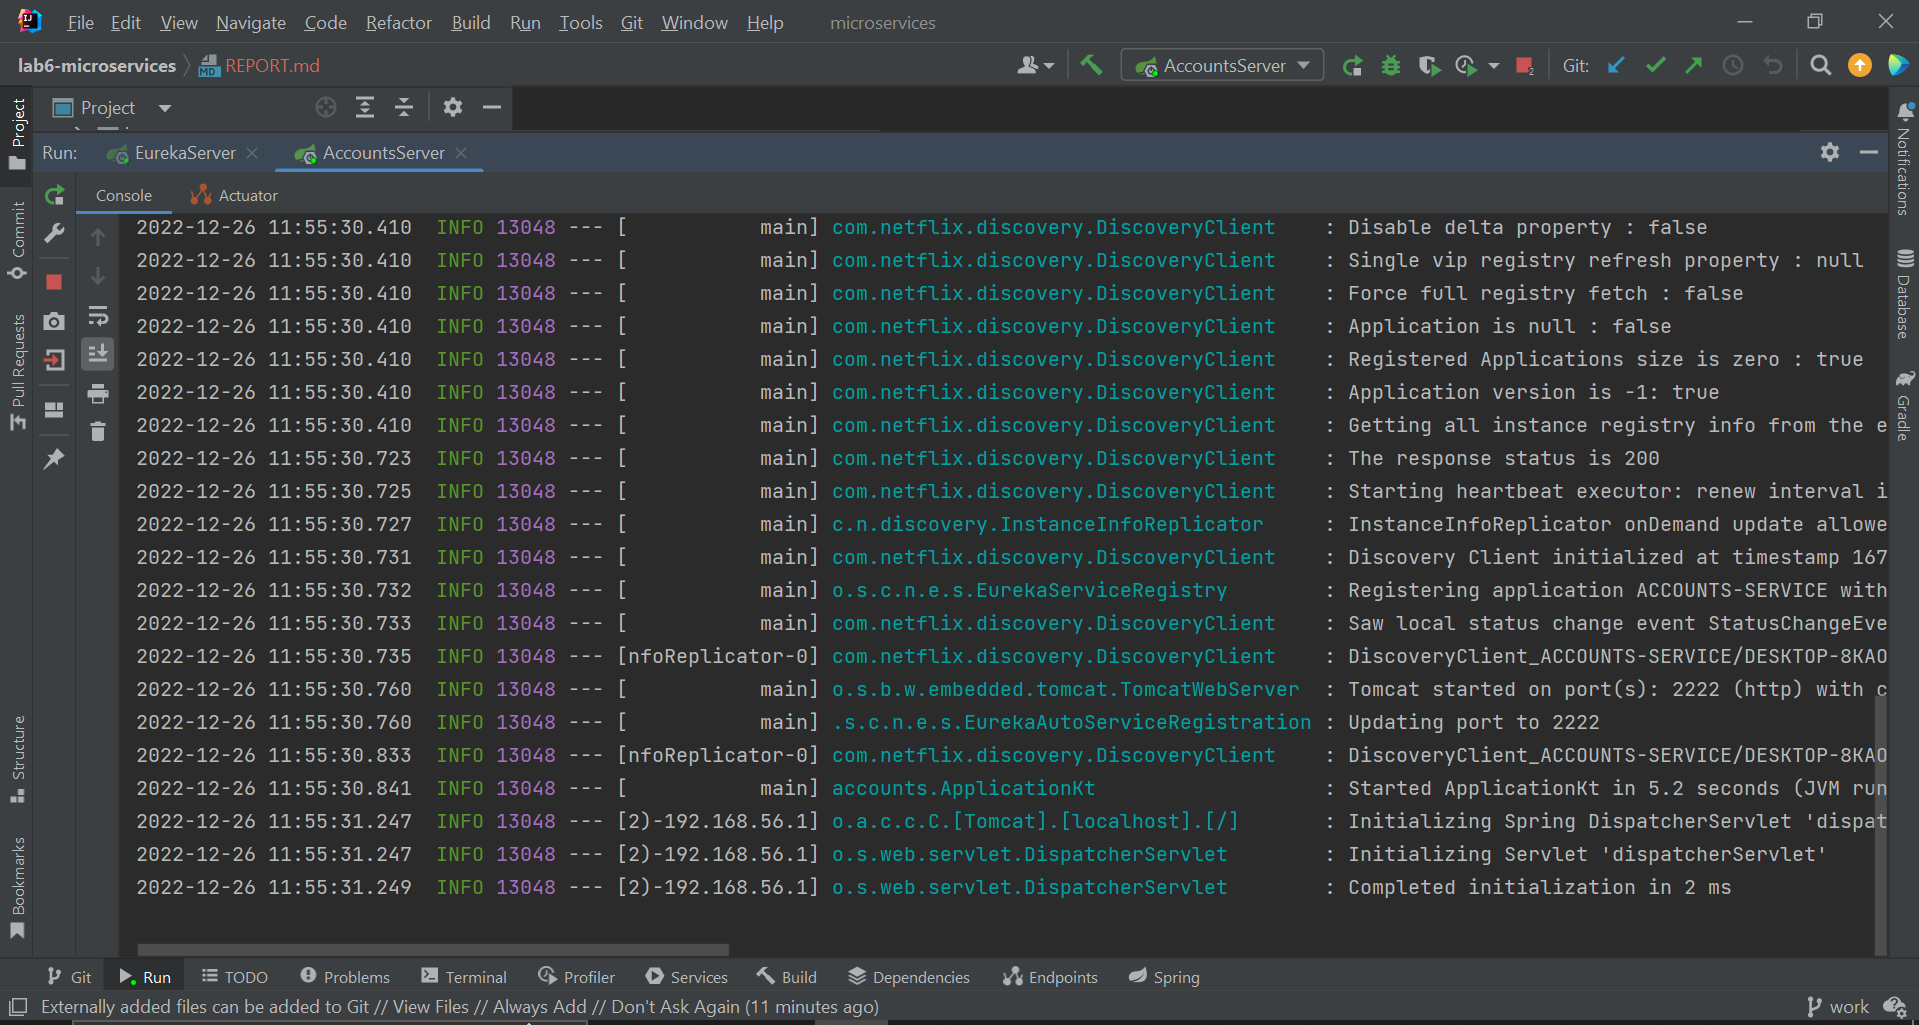 File Edit View Navigate Code Refactor Build Run Tools Git Window Help microservices
lab6-microservices REPORT.md AccountsServer 2 Git:
Project
Run: EurekaServer AccountsServer
Console Actuator
2022-12-26 11:55:30.410 INFO 13048 --- [ main] com.netflix.discovery.DiscoveryClient : Disable delta property : false
2022-12-26 11:55:30.410 INFO 13048 --- [ main] com.netflix.discovery.DiscoveryClient : Single vip registry refresh property : null
2022-12-26 11:55:30.410 INFO 13048 --- [ main] com.netflix.discovery.DiscoveryClient : Force full registry fetch : false
2022-12-26 11:55:30.410 INFO 13048 --- [ main] com.netflix.discovery.DiscoveryClient : Application is null : false
2022-12-26 11:55:30.410 INFO 13048 --- [ main] com.netflix.discovery.DiscoveryClient : Registered Applications size is zero : true
2022-12-26 11:55:30.410 INFO 13048 --- [ main] com.netflix.discovery.DiscoveryClient : Application version is -1: true
2022-12-26 11:55:30.410 INFO 13048 --- [ main] com.netflix.discovery.DiscoveryClient : Getting all instance registry info from the e
2022-12-26 11:55:30.723 INFO 13048 --- [ main] com.netflix.discovery.DiscoveryClient : The response status is 200
2022-12-26 11:55:30.725 INFO 13048 --- [ main] com.netflix.discovery.DiscoveryClient : Starting heartbeat executor: renew interval i
2022-12-26 11:55:30.727 INFO 13048 --- [ main] c.n.discovery.InstanceInfoReplicator : InstanceInfoReplicator onDemand update allowe
2022-12-26 11:55:30.731 INFO 13048 --- [ main] com.netflix.discovery.DiscoveryClient : Discovery Client initialized at timestamp 167
2022-12-26 11:55:30.732 INFO 13048 --- [ main] o.s.c.n.e.s.EurekaServiceRegistry : Registering application ACCOUNTS-SERVICE with
2022-12-26 11:55:30.733 INFO 13048 --- [ main] com.netflix.discovery.DiscoveryClient : Saw local status change event StatusChangeEve
2022-12-26 11:55:30.735 INFO 13048 --- [nfoReplicator-0] com.netflix.discovery.DiscoveryClient : DiscoveryClient_ACCOUNTS-SERVICE/DESKTOP-8KAO
2022-12-26 11:55:30.760 INFO 13048 --- [ main] o.s.b.w.embedded.tomcat.TomcatWebServer : Tomcat started on port(s): 2222 (http) with c
2022-12-26 11:55:30.760 INFO 13048 --- [ main] .s.c.n.e.s.EurekaAutoServiceRegistration : Updating port to 2222
2022-12-26 11:55:30.833 INFO 13048 --- [nfoReplicator-0] com.netflix.discovery.DiscoveryClient : DiscoveryClient_ACCOUNTS-SERVICE/DESKTOP-8KAO
2022-12-26 11:55:30.841 INFO 13048 --- [ main] accounts.ApplicationKt : Started ApplicationKt in 5.2 seconds (JVM run
2022-12-26 11:55:31.247 INFO 13048 --- [2)-192.168.56.1] o.a.c.c.C.[Tomcat].[localhost].[/] : Initializing Spring DispatcherServlet 'dispat
2022-12-26 11:55:31.247 INFO 13048 --- [2)-192.168.56.1] o.s.web.servlet.DispatcherServlet : Initializing Servlet 'dispatcherServlet'
2022-12-26 11:55:31.249 INFO 13048 --- [2)-192.168.56.1] o.s.web.servlet.DispatcherServlet : Completed initialization in 2 ms
Project
Commit
Pull Requests
Structure
Bookmarks
Notifications
Database
Gradle
Git Run TODO Problems Terminal Profiler Services Build Dependencies Endpoints Spring
Externally added files can be added to Git // View Files // Always Add // Don't Ask Again (11 minutes ago) work